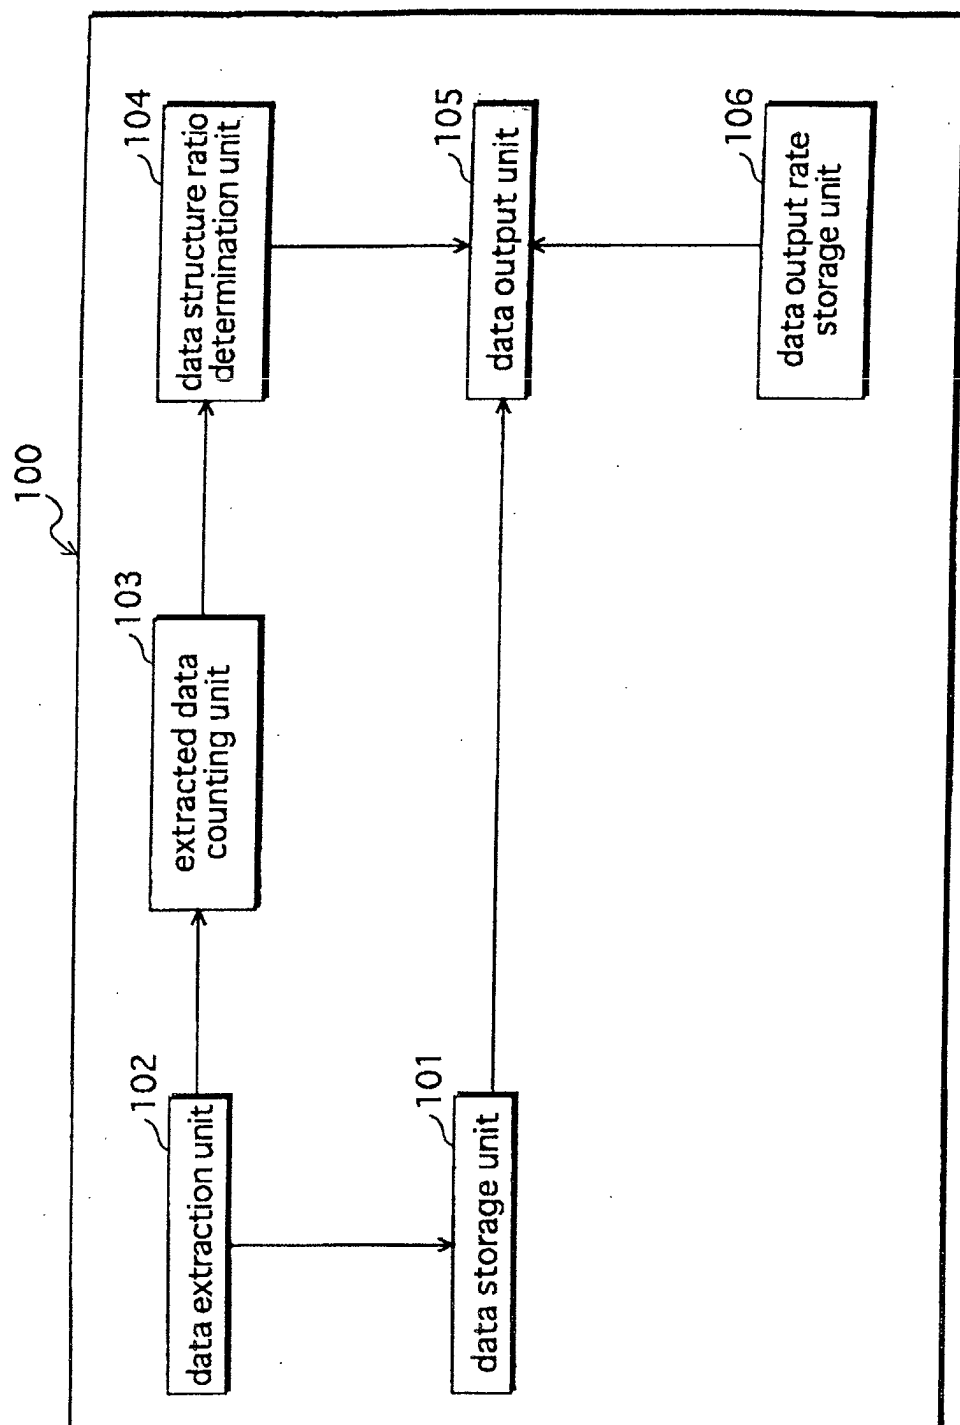 100
102
data extraction unit
103
extracted data
counting unit
104
data structure ratio
determination unit
101
data storage unit
105
data output unit
106
data output rate
storage unit